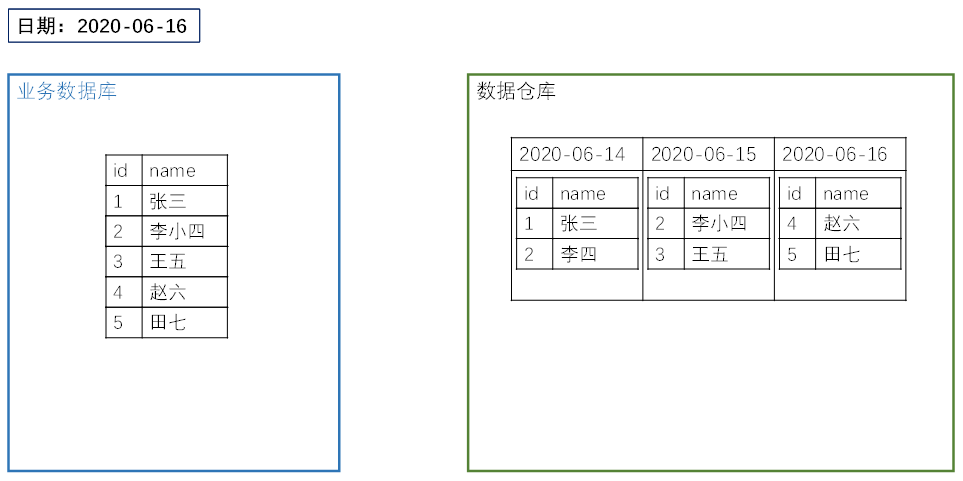 日期：2020-06-16
业务数据库
id name
1 张三
2 李小四
3 王五
4 赵六
5 田七
数据仓库
2020-06-14 2020-06-15 2020-06-16
id name id name id name
1 张三 2 李小四 4 赵六
2 李四 3 王五 5 田七